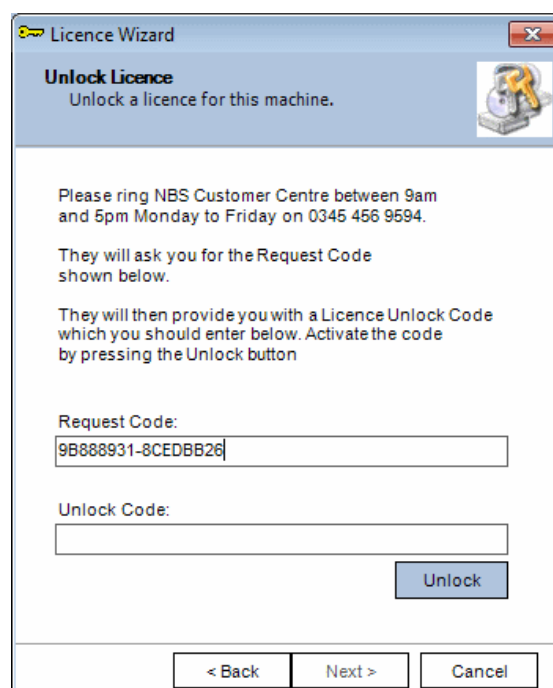 Licence Wizard
Unlock Licence
Unlock a licence for this machine.
Please ring NBS Customer Centre between 9am
and 5pm Monday to Friday on 0345 456 9594.
They will ask you for the Request Code
shown below.
They will then provide you with a Licence Unlock Code
which you should enter below. Activate the code
by pressing the Unlock button
Request Code:
9B888931-8CEDBB26
Unlock Code:
Unlock
< Back Next > Cancel